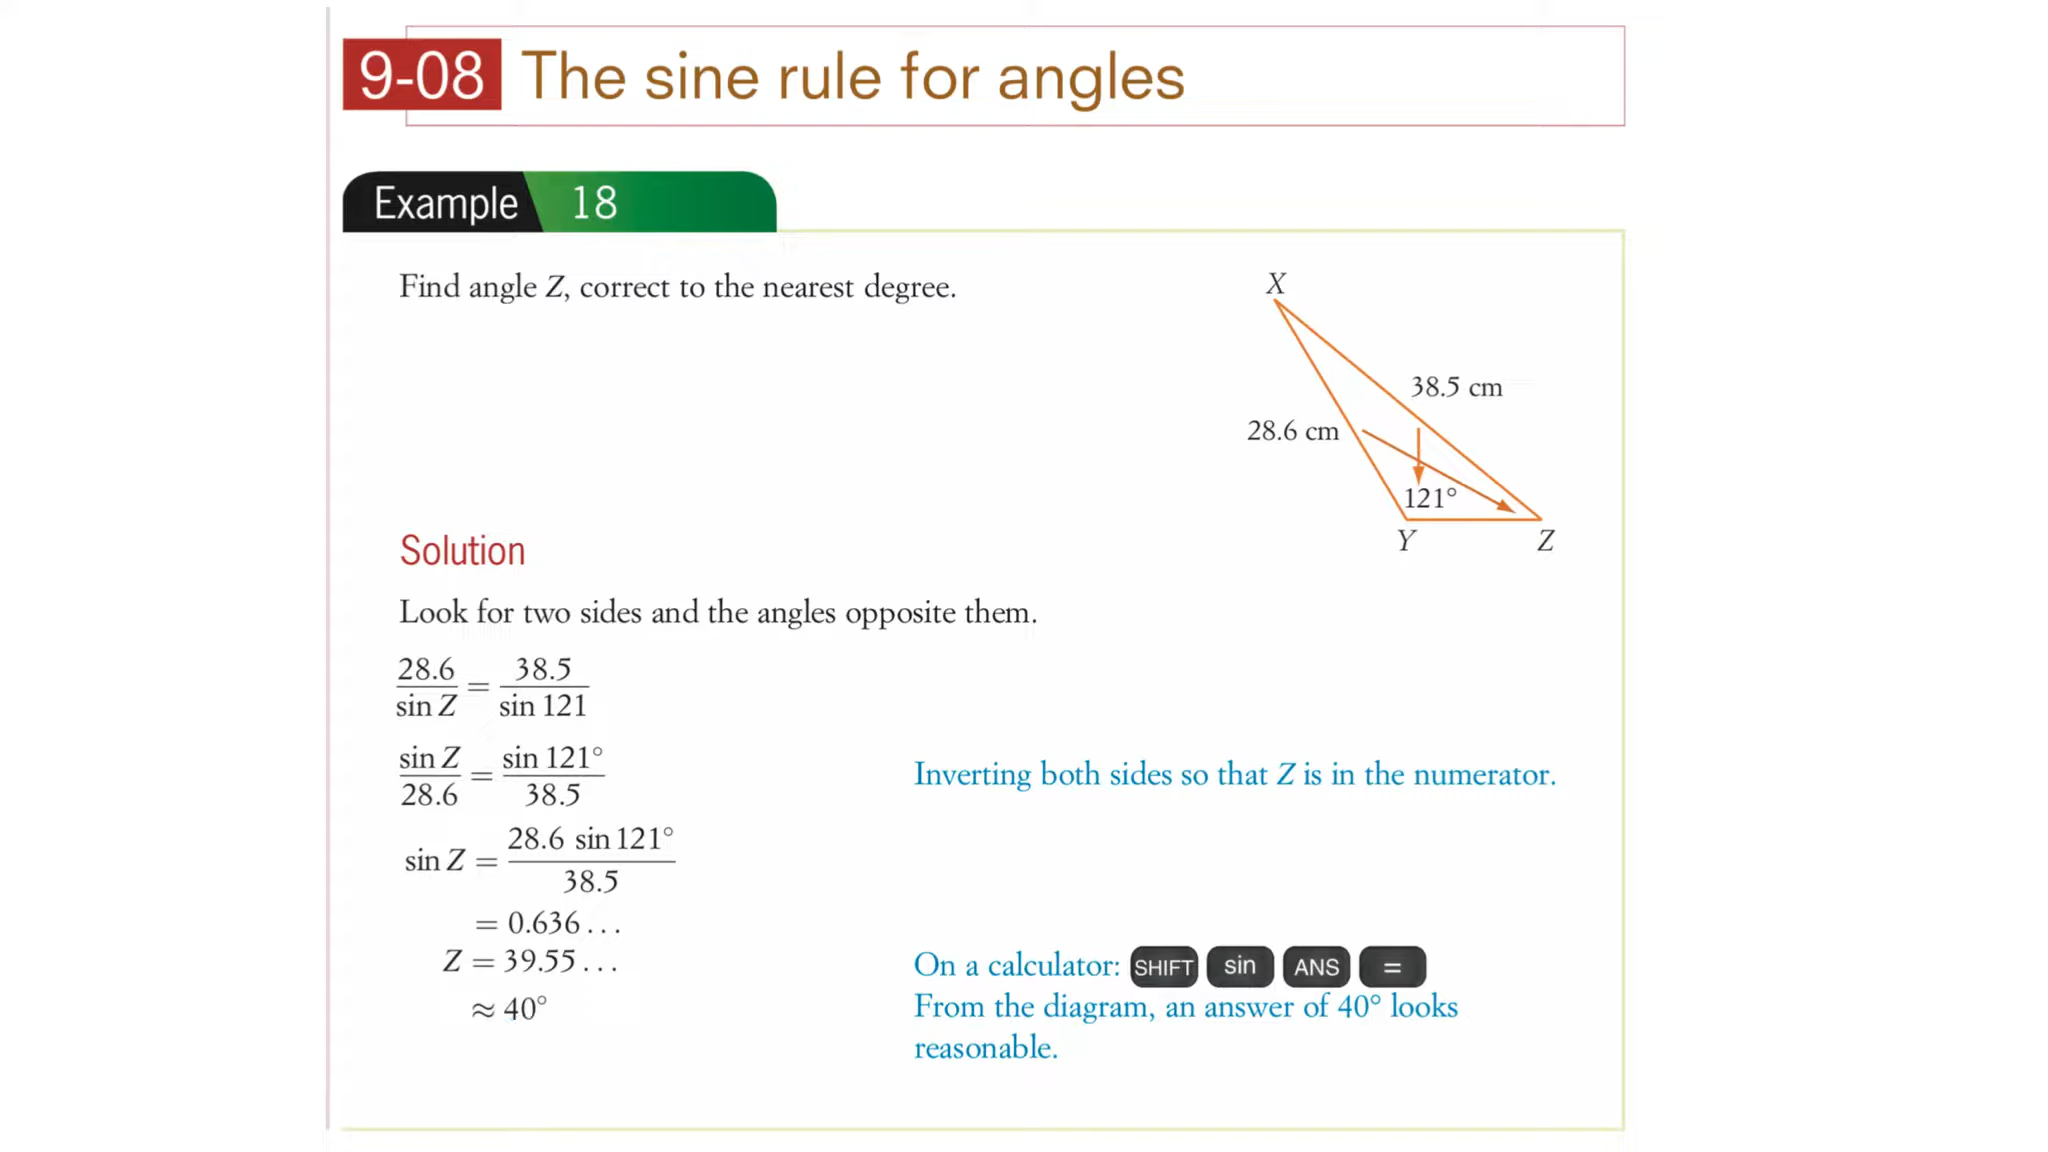 9-08 The sine rule for angles
Example 18
Find angle Z, correct to the nearest degree.
X
38.5 cm
28.6 cm
121°
Y Z
Solution
Look for two sides and the angles opposite them.
28.6 / sin Z = 38.5 / sin 121
sin Z / 28.6 = sin 121° / 38.5 Inverting both sides so that Z is in the numerator.
sin Z = 28.6 sin 121° / 38.5
= 0.636 . . .
Z = 39.55 . . . On a calculator: SHIFT sin ANS =
≈ 40° From the diagram, an answer of 40° looks
reasonable.